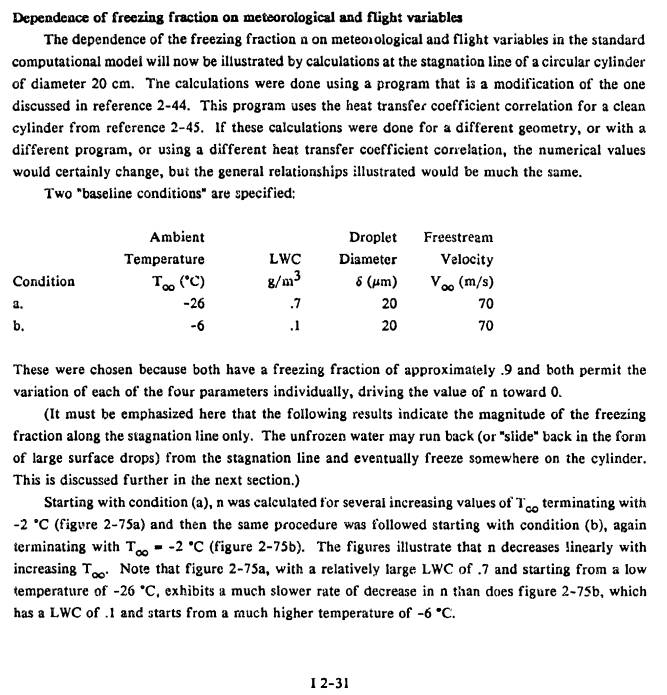 Dependence of freezing fraction on meteorological and flight variables
The dependence of the freezing fraction n on meteorological and flight variables in the standard
computational model will now be illustrated by calculations at the stagnation line of a circular cylinder
of diameter 20 cm. The calculations were done using a program that is a modification of the one
discussed in reference 2-44. This program uses the heat transfer coefficient correlation for a clean
cylinder from reference 2-45. If these calculations were done for a different geometry, or with a
different program, or using a different heat transfer coefficient correlation, the numerical values
would certainly change, but the general relationships illustrated would be much the same.
Two "baseline conditions" are specified:
Ambient Droplet Freestream
Temperature LWC Diameter Velocity
Condition T∞ (°C) g/m³ δ (μm) V∞ (m/s)
a. -26 .7 20 70
b. -6 .1 20 70
These were chosen because both have a freezing fraction of approximately .9 and both permit the
variation of each of the four parameters individually, driving the value of n toward 0.
(It must be emphasized here that the following results indicate the magnitude of the freezing
fraction along the stagnation line only. The unfrozen water may run back (or "slide" back in the form
of large surface drops) from the stagnation line and eventually freeze somewhere on the cylinder.
This is discussed further in the next section.)
Starting with condition (a), n was calculated for several increasing values of T∞ terminating with
-2 °C (figure 2-75a) and then the same procedure was followed starting with condition (b), again
terminating with T∞ = -2 °C (figure 2-75b). The figures illustrate that n decreases linearly with
increasing T∞. Note that figure 2-75a, with a relatively large LWC of .7 and starting from a low
temperature of -26 °C, exhibits a much slower rate of decrease in n than does figure 2-75b, which
has a LWC of .1 and starts from a much higher temperature of -6 °C.
I 2-31